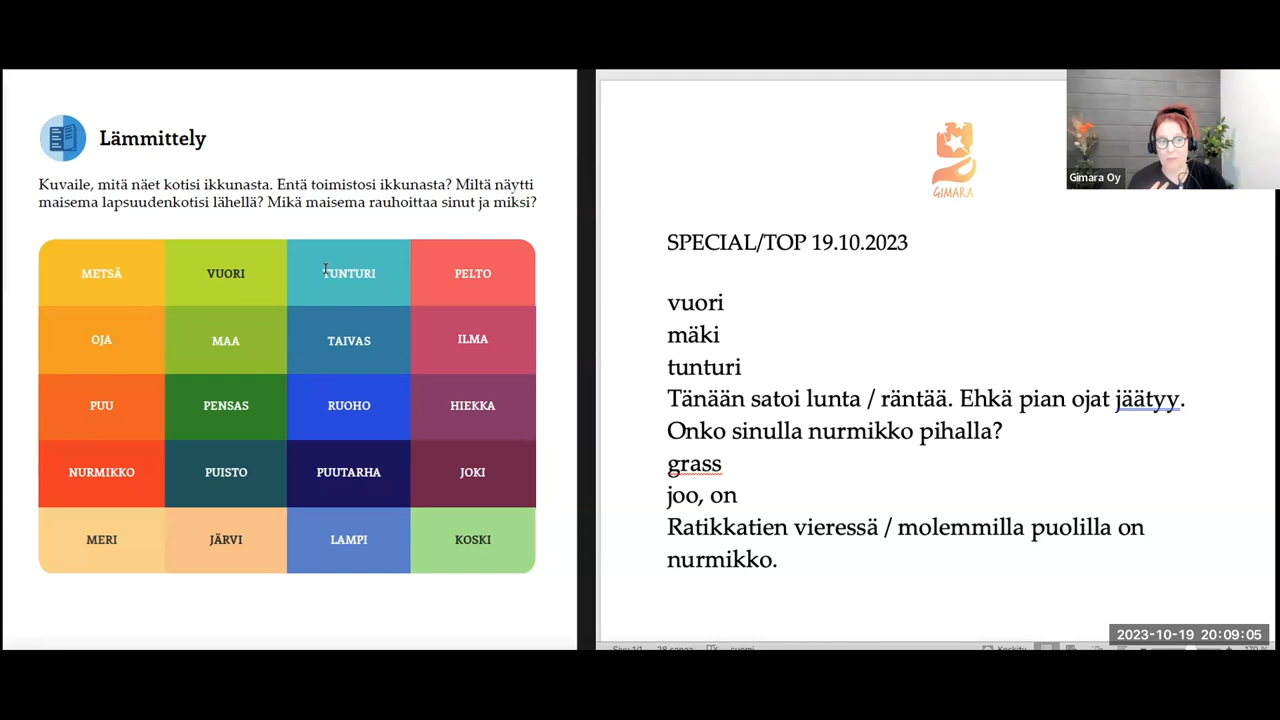 Lämmittely
Kuvaile, mitä näet kotisi ikkunasta. Entä toimistosi ikkunasta? Miltä näytti
maisema lapsuudenkotisi lähellä? Mikä maisema rauhoittaa sinut ja miksi?
METSÄ VUORI TUNTURI PELTO
OJA MAA TAIVAS ILMA
PUU PENSAS RUOHO HIEKKA
NURMIKKO PUISTO PUUTARHA JOKI
MERI JÄRVI LAMPI KOSKI
GIMARA
Gimara Oy
SPECIAL/TOP 19.10.2023
vuori
mäki
tunturi
Tänään satoi lunta / räntää. Ehkä pian ojat jäätyy.
Onko sinulla nurmikko pihalla?
grass
joo, on
Ratikkatien vieressä / molemmilla puolilla on
nurmikko.
2023-10-19 20:09:05